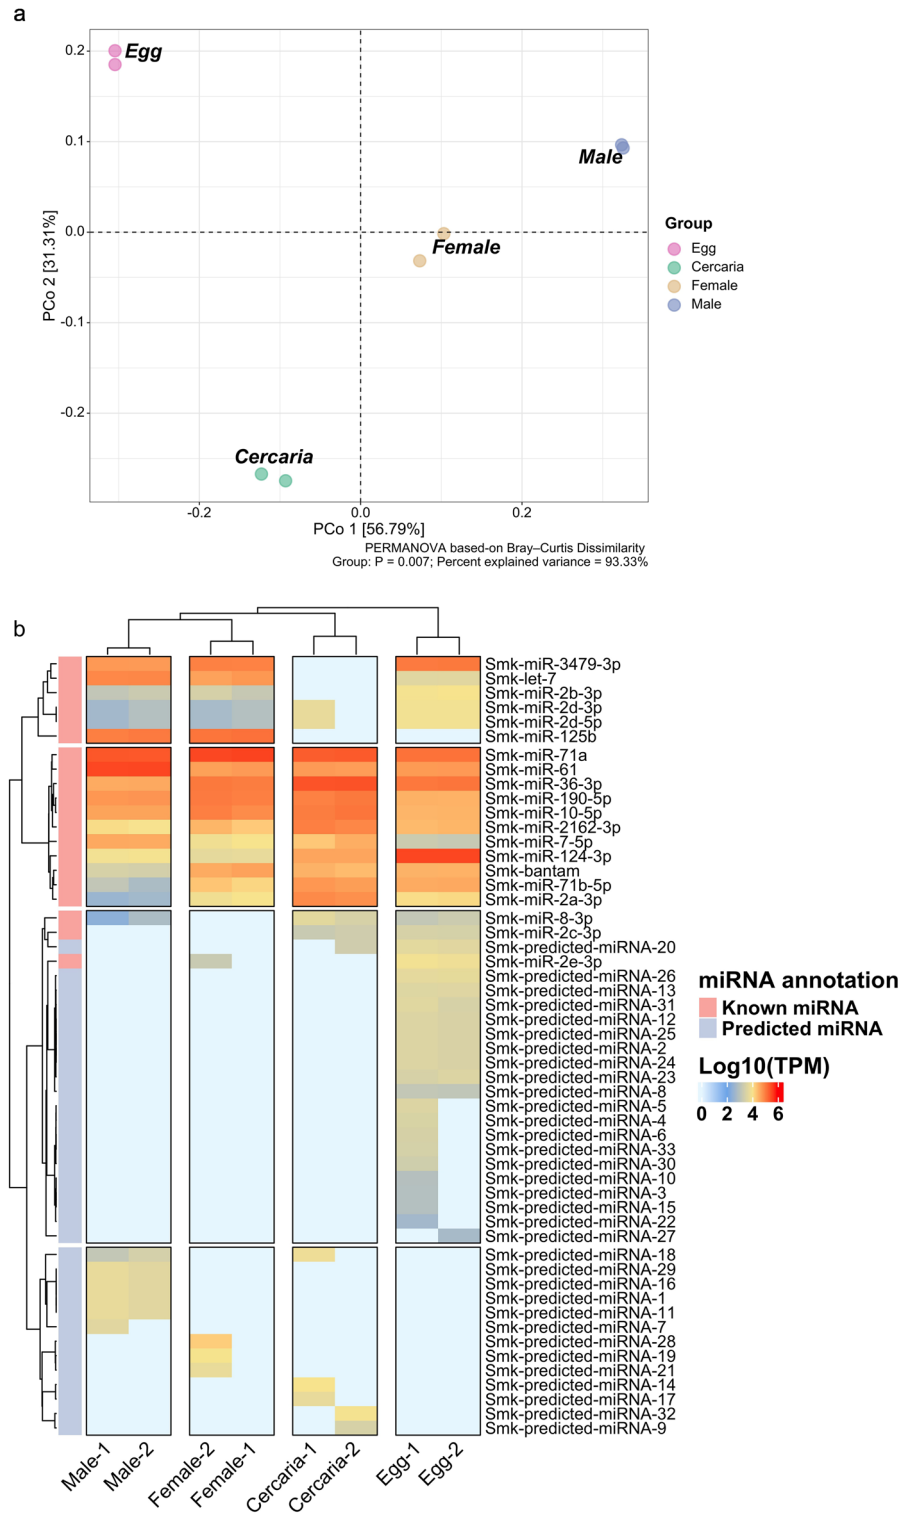 a
0.2
0.1
0.0
-0.1
-0.2
PCo 2 [31.31%]
Egg
Male
Female
Cercaria
-0.2
0.0
0.2
PCo 1 [56.79%]
PERMANOVA based-on Bray–Curtis Dissimilarity
Group: P = 0.007; Percent explained variance = 93.33%
Group
Egg
Cercaria
Female
Male
b
Smk-miR-3479-3p
Smk-let-7
Smk-miR-2b-3p
Smk-miR-2d-3p
Smk-miR-2d-5p
Smk-miR-125b
Smk-miR-71a
Smk-miR-61
Smk-miR-36-3p
Smk-miR-190-5p
Smk-miR-10-5p
Smk-miR-2162-3p
Smk-miR-7-5p
Smk-miR-124-3p
Smk-bantam
Smk-miR-71b-5p
Smk-miR-2a-3p
Smk-miR-8-3p
Smk-miR-2c-3p
Smk-predicted-miRNA-20
Smk-miR-2e-3p
Smk-predicted-miRNA-26
Smk-predicted-miRNA-13
Smk-predicted-miRNA-31
Smk-predicted-miRNA-12
Smk-predicted-miRNA-25
Smk-predicted-miRNA-2
Smk-predicted-miRNA-24
Smk-predicted-miRNA-23
Smk-predicted-miRNA-8
Smk-predicted-miRNA-5
Smk-predicted-miRNA-4
Smk-predicted-miRNA-6
Smk-predicted-miRNA-33
Smk-predicted-miRNA-30
Smk-predicted-miRNA-10
Smk-predicted-miRNA-3
Smk-predicted-miRNA-15
Smk-predicted-miRNA-22
Smk-predicted-miRNA-27
Smk-predicted-miRNA-18
Smk-predicted-miRNA-29
Smk-predicted-miRNA-16
Smk-predicted-miRNA-1
Smk-predicted-miRNA-11
Smk-predicted-miRNA-7
Smk-predicted-miRNA-28
Smk-predicted-miRNA-19
Smk-predicted-miRNA-21
Smk-predicted-miRNA-14
Smk-predicted-miRNA-17
Smk-predicted-miRNA-32
Smk-predicted-miRNA-9
Male-1
Male-2
Female-2
Female-1
Cercaria-1
Cercaria-2
Egg-1
Egg-2
miRNA annotation
Known miRNA
Predicted miRNA
Log10(TPM)
0 2 4 6